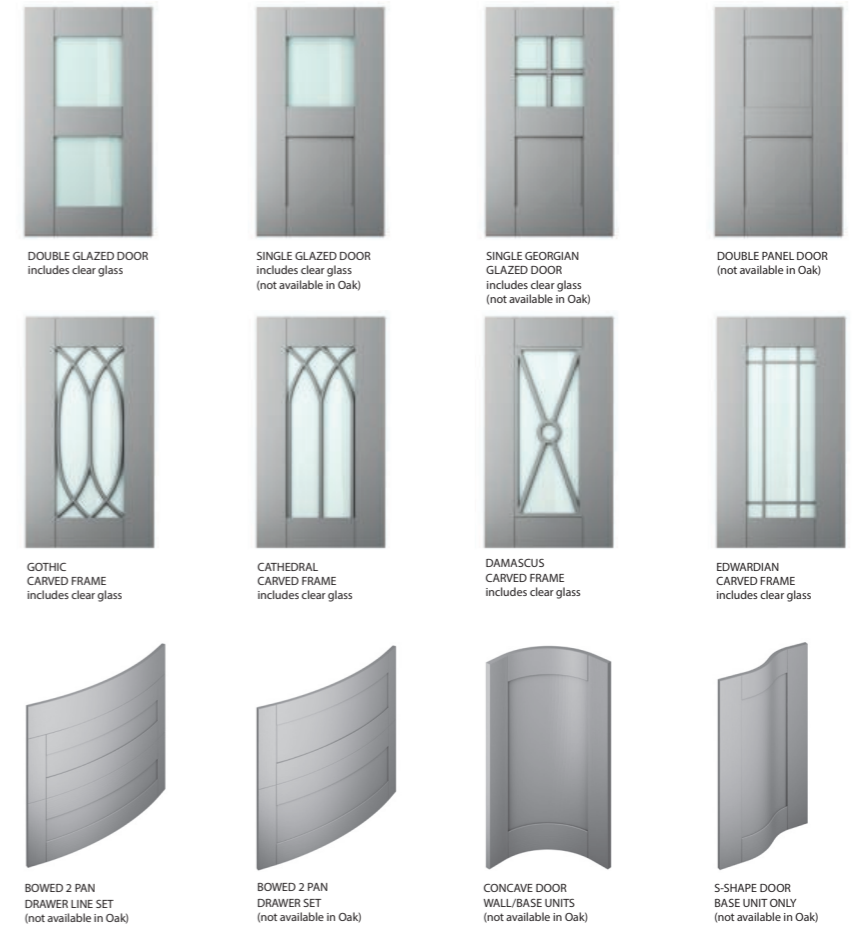 DOUBLE GLAZED DOOR
includes clear glass
SINGLE GLAZED DOOR
includes clear glass
(not available in Oak)
SINGLE GEORGIAN
GLAZED DOOR
includes clear glass
(not available in Oak)
DOUBLE PANEL DOOR
(not available in Oak)
GOTHIC
CARVED FRAME
includes clear glass
CATHEDRAL
CARVED FRAME
includes clear glass
DAMASCUS
CARVED FRAME
includes clear glass
EDWARDIAN
CARVED FRAME
includes clear glass
BOWED 2 PAN
DRAWER LINE SET
(not available in Oak)
BOWED 2 PAN
DRAWER SET
(not available in Oak)
CONCAVE DOOR
WALL/BASE UNITS
(not available in Oak)
S-SHAPE DOOR
BASE UNIT ONLY
(not available in Oak)